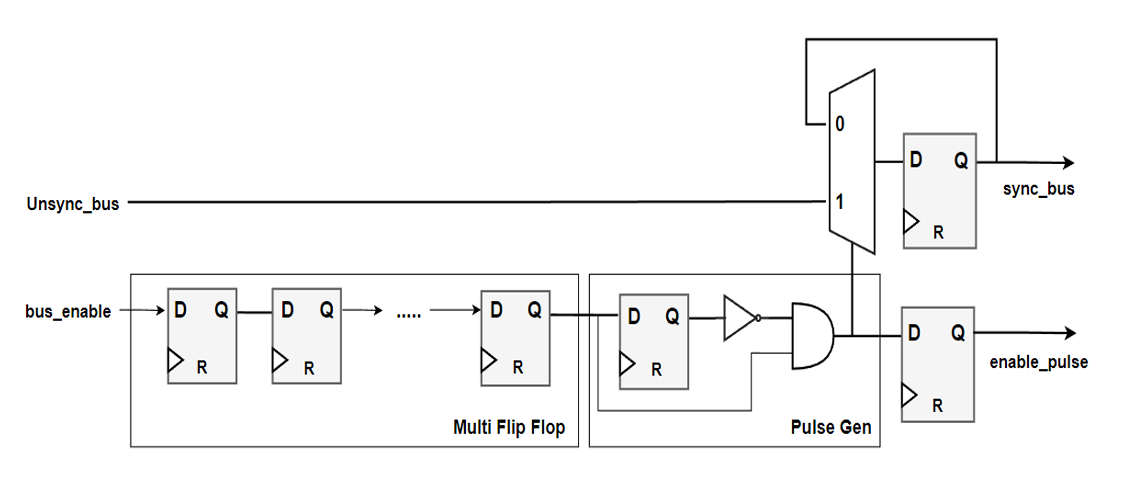 0
D Q
sync_bus
Unsync_bus
1
R
bus_enable
D Q
D Q
.....
D Q
D Q
D Q
enable_pulse
R
R
R
R
R
Multi Flip Flop
Pulse Gen